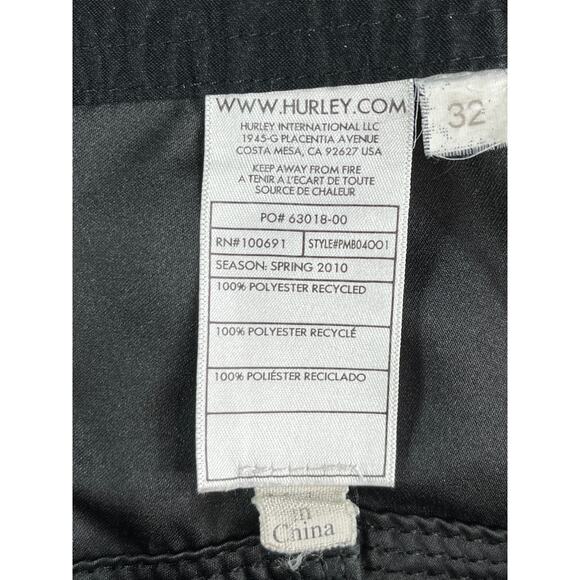 WWW.HURLEY.COM
HURLEY INTERNATIONAL LLC
1945-G PLACENTIA AVENUE
COSTA MESA, CA 92627 USA
KEEP AWAY FROM FIRE
A TENIR A L'ECART DE TOUTE
SOURCE DE CHALEUR
PO# 63018-00
RN#100691 STYLE#PMB04001
SEASON: SPRING 2010
100% POLYESTER RECYCLED
100% POLYESTER RECYCLÉ
100% POLIÉSTER RECICLADO
32
in
China